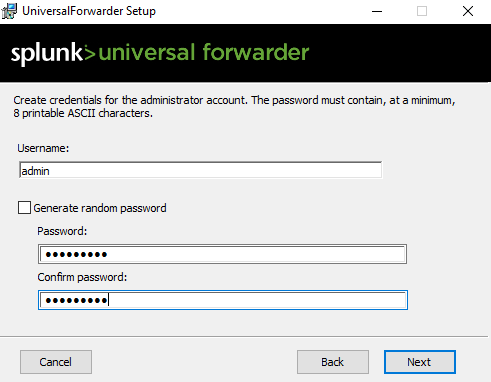 UniversalForwarder Setup
splunk>universal forwarder
Create credentials for the administrator account. The password must contain, at a minimum,
8 printable ASCII characters.
Username:
admin
Generate random password
Password:
•••••••••
Confirm password:
•••••••••
Cancel
Back
Next